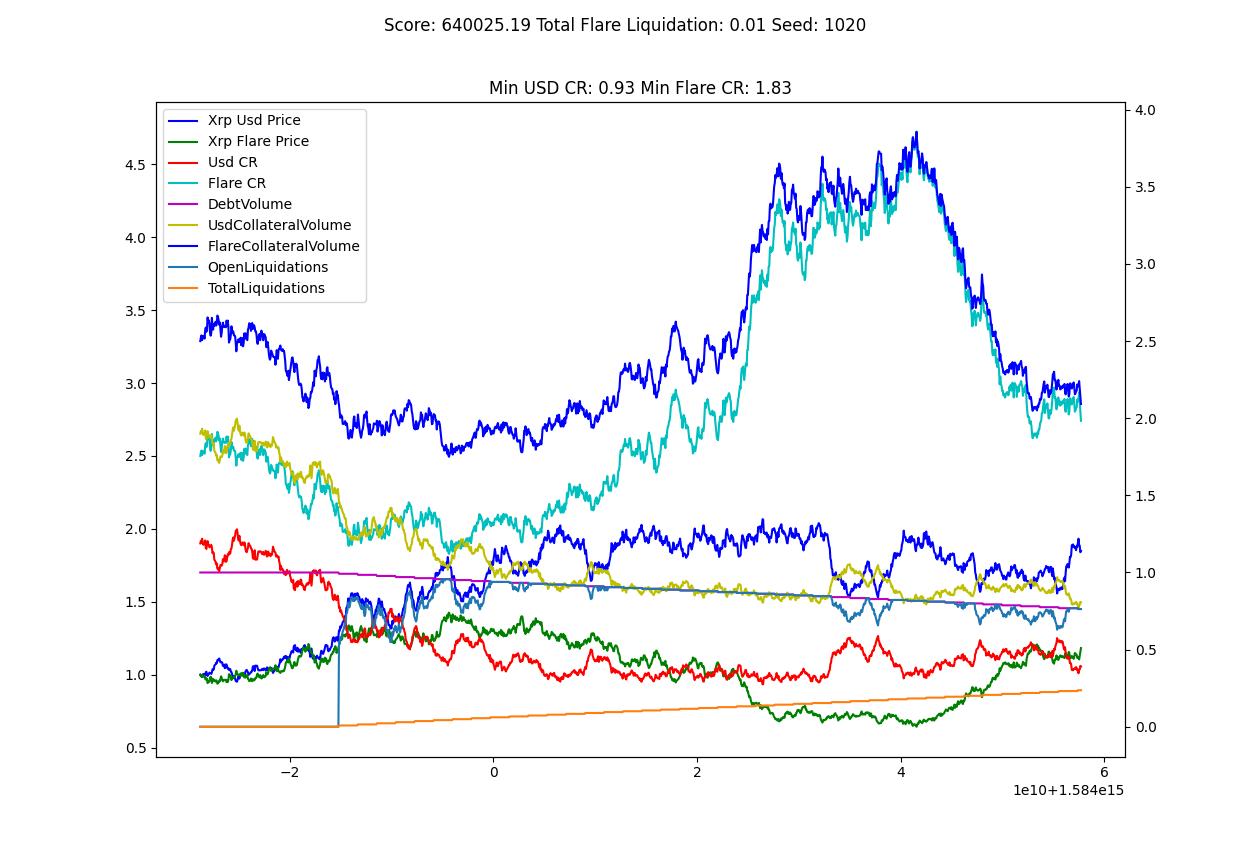 Score: 640025.19 Total Flare Liquidation: 0.01 Seed: 1020
Min USD CR: 0.93 Min Flare CR: 1.83
Xrp Usd Price
Xrp Flare Price
Usd CR
Flare CR
DebtVolume
UsdCollateralVolume
FlareCollateralVolume
OpenLiquidations
TotalLiquidations
4.5
4.0
3.5
3.0
2.5
2.0
1.5
1.0
0.5
4.0
3.5
3.0
2.5
2.0
1.5
1.0
0.5
0.0
−2 0 2 4 6
1e10+1.584e15